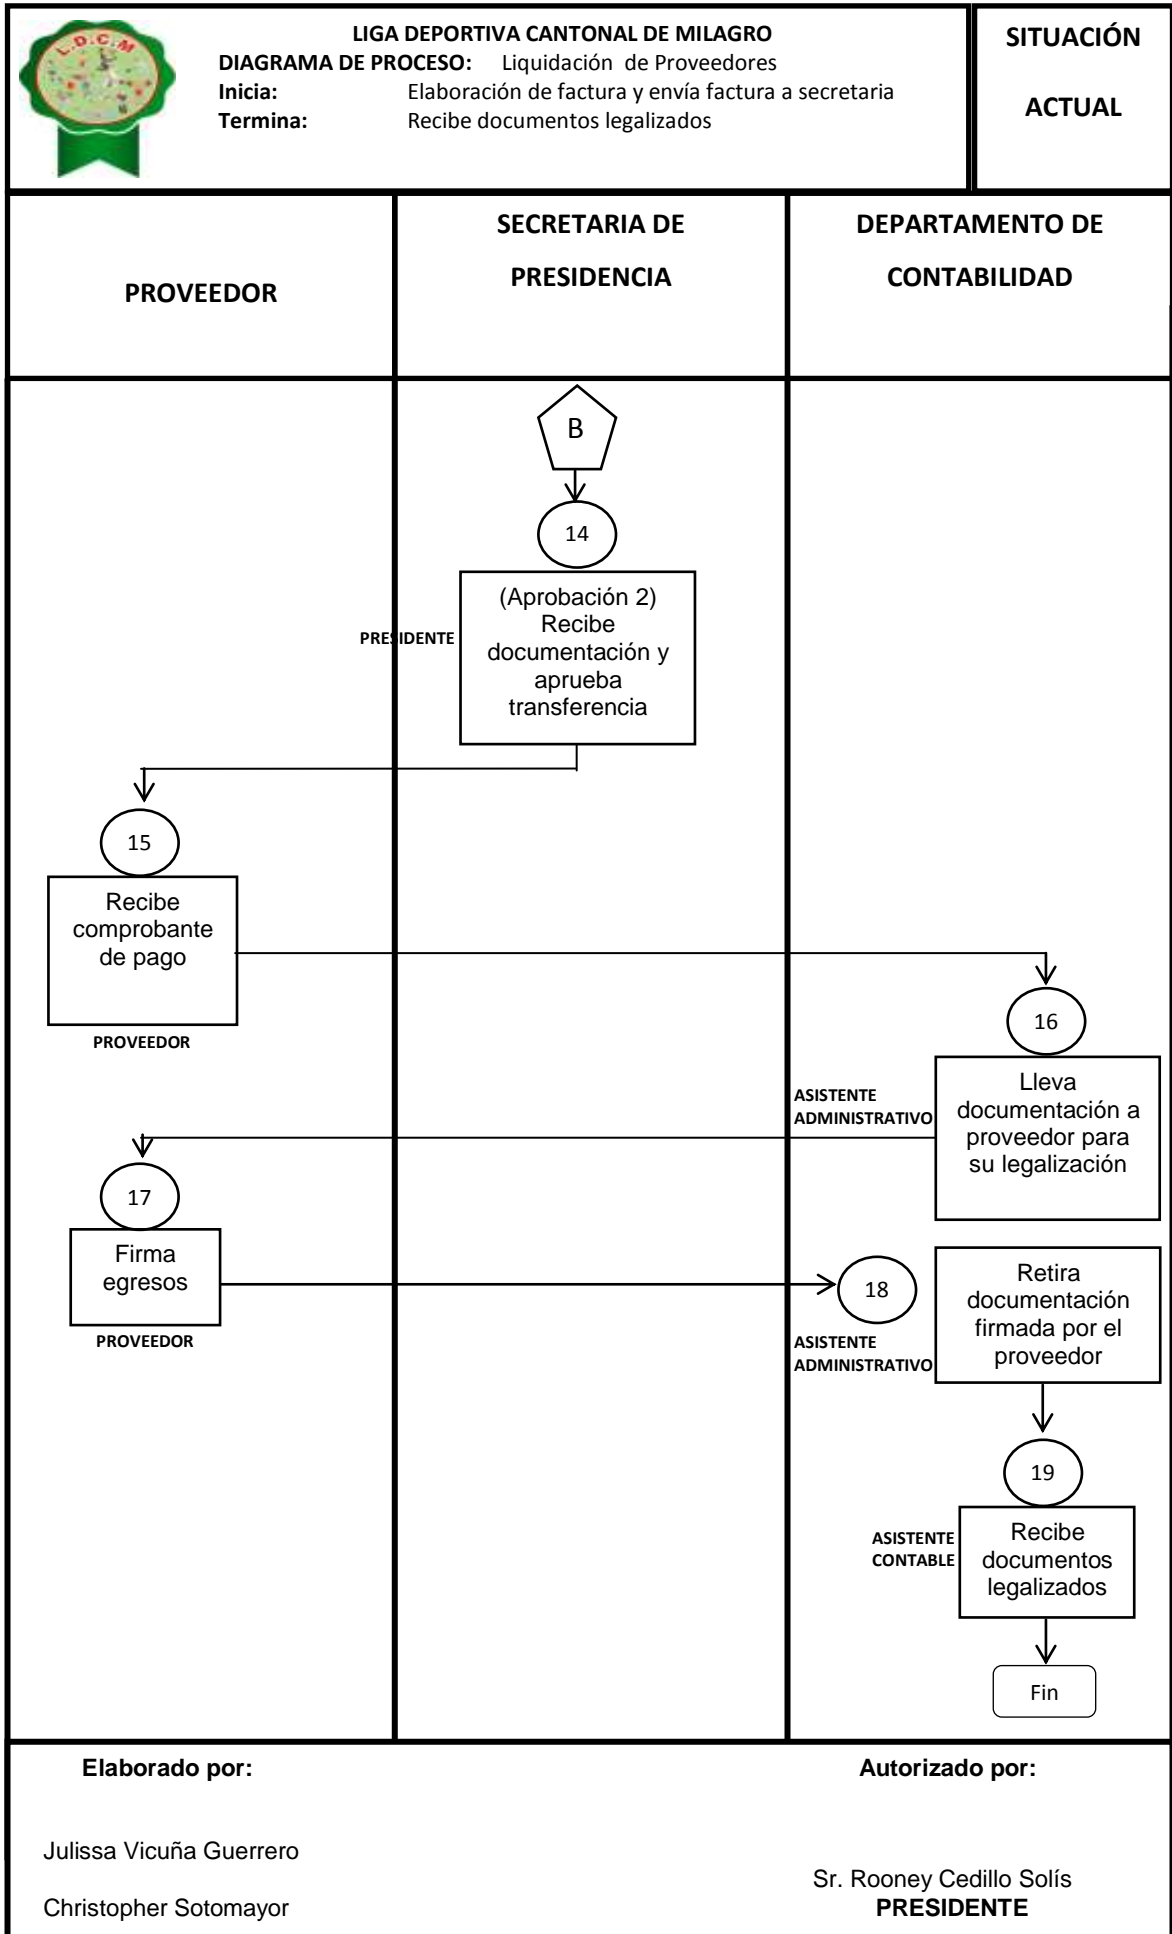 L.D.C.M
LIGA DEPORTIVA CANTONAL DE MILAGRO
DIAGRAMA DE PROCESO: Liquidación de Proveedores
Inicia: Elaboración de factura y envía factura a secretaria
Termina: Recibe documentos legalizados
SITUACIÓN
ACTUAL
PROVEEDOR
SECRETARIA DE
PRESIDENCIA
DEPARTAMENTO DE
CONTABILIDAD
B
14
PRESIDENTE
(Aprobación 2)
Recibe
documentación y
aprueba
transferencia
15
Recibe
comprobante
de pago
PROVEEDOR
16
ASISTENTE
ADMINISTRATIVO
Lleva
documentación a
proveedor para
su legalización
17
Firma
egresos
PROVEEDOR
18
ASISTENTE
ADMINISTRATIVO
Retira
documentación
firmada por el
proveedor
19
ASISTENTE
CONTABLE
Recibe
documentos
legalizados
Fin
Elaborado por:
Julissa Vicuña Guerrero
Christopher Sotomayor
Autorizado por:
Sr. Rooney Cedillo Solís
PRESIDENTE